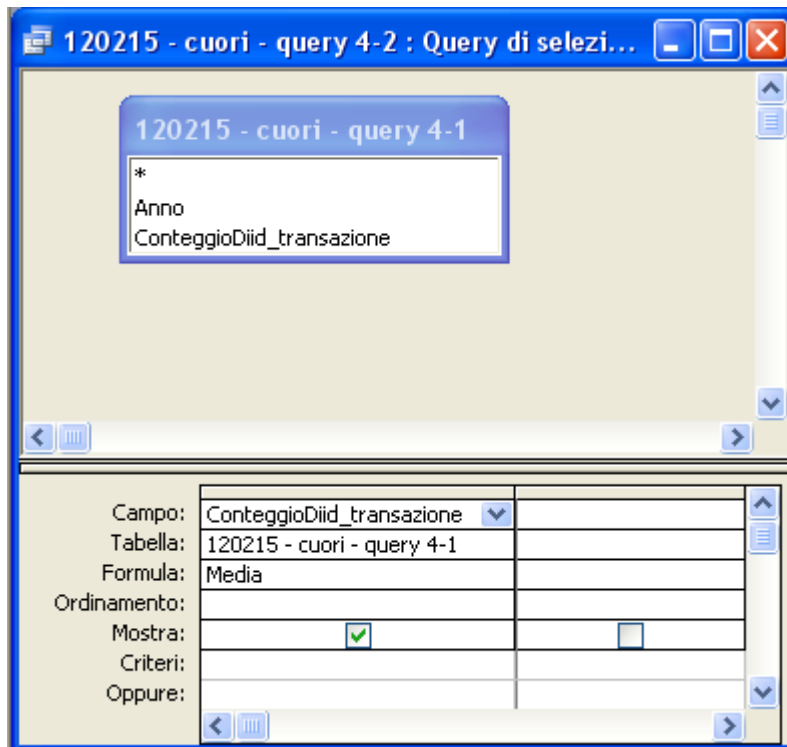 120215 - cuori - query 4-2 : Query di selezi...
120215 - cuori - query 4-1
*
Anno
ConteggioDiid_transazione
Campo: ConteggioDiid_transazione
Tabella: 120215 - cuori - query 4-1
Formula: Media
Ordinamento:
Mostra:
Criteri:
Oppure: